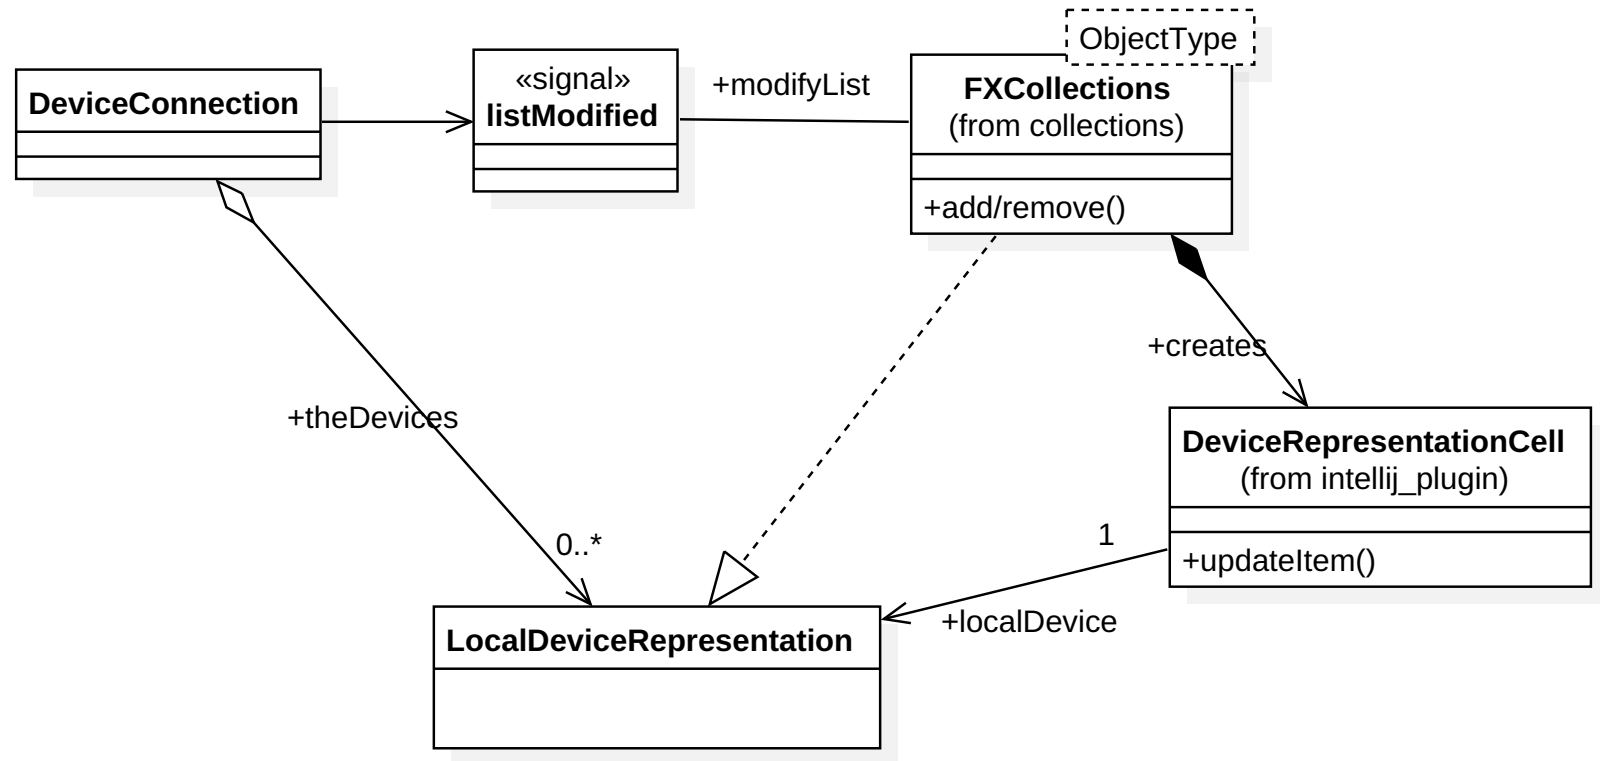 ObjectType
DeviceConnection
«signal»
listModified
+modifyList
FXCollections
(from collections)
+add/remove()
+creates
+theDevices
DeviceRepresentationCell
(from intellij_plugin)
+updateItem()
0..*
1
+localDevice
LocalDeviceRepresentation